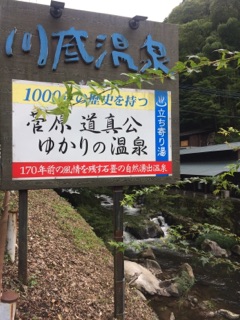 川底温泉
1000年の歴史を持つ
菅原 道真公
ゆかりの温泉
立ち寄り湯
170年前の風情を残す石畳の自然湧出温泉